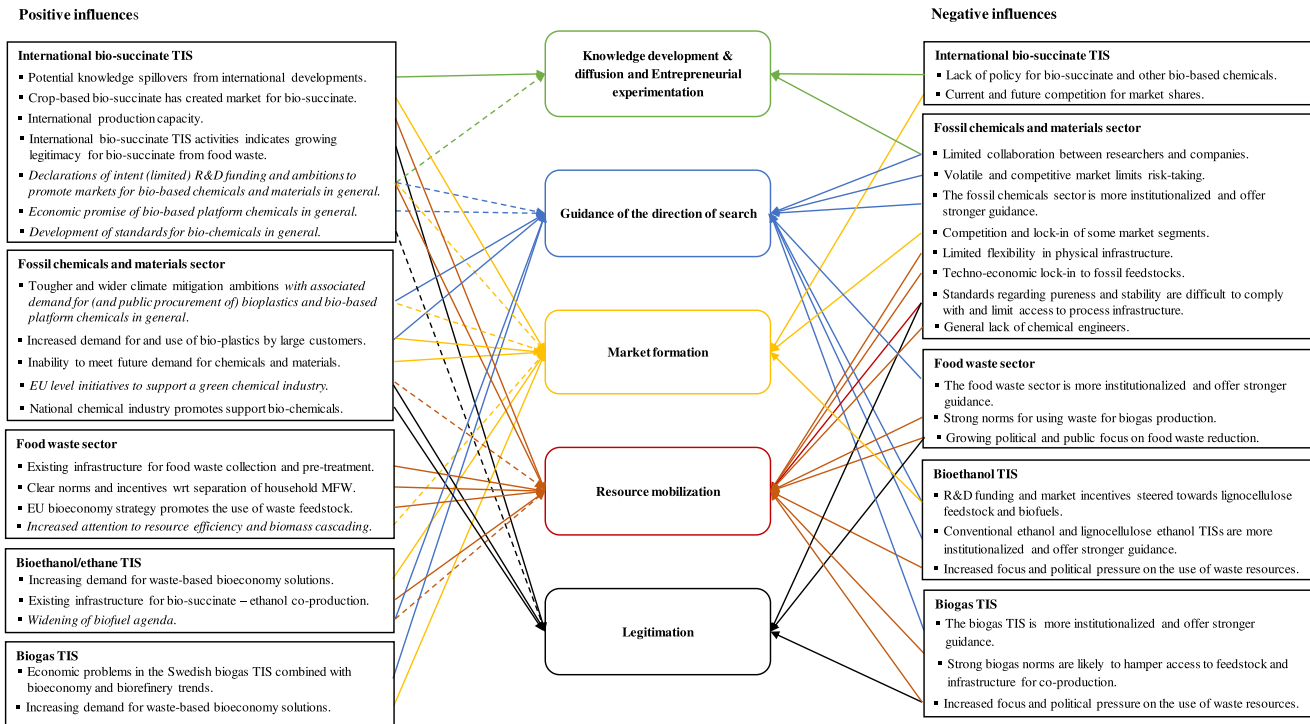 Positive influences
International bio-succinate TIS
▪ Potential knowledge spillovers from international developments.
▪ Crop-based bio-succinate has created market for bio-succinate.
▪ International production capacity.
▪ International bio-succinate TIS activities indicates growing
legitimacy for bio-succinate from food waste.
▪ Declarations of intent (limited) R&D funding and ambitions to
promote markets for bio-based chemicals and materials in general.
▪ Economic promise of bio-based platform chemicals in general.
▪ Development of standards for bio-chemicals in general.
Fossil chemicals and materials sector
▪ Tougher and wider climate mitigation ambitions with associated
demand for (and public procurement of) bioplastics and bio-based
platform chemicals in general.
▪ Increased demand for and use of bio-plastics by large customers.
▪ Inability to meet future demand for chemicals and materials.
▪ EU level initiatives to support a green chemical industry.
▪ National chemical industry promotes support bio-chemicals.
Food waste sector
▪ Existing infrastructure for food waste collection and pre-treatment.
▪ Clear norms and incentives wrt separation of household MFW.
▪ EU bioeconomy strategy promotes the use of waste feedstock.
▪ Increased attention to resource efficiency and biomass cascading.
Bioethanol/ethane TIS
▪ Increasing demand for waste-based bioeconomy solutions.
▪ Existing infrastructure for bio-succinate – ethanol co-production.
▪ Widening of biofuel agenda.
Biogas TIS
▪ Economic problems in the Swedish biogas TIS combined with
bioeconomy and biorefinery trends.
▪ Increasing demand for waste-based bioeconomy solutions.
Knowledge development &
diffusion and Entrepreneurial
experimentation
Guidance of the direction of search
Market formation
Resource mobilization
Legitimation
Negative influences
International bio-succinate TIS
▪ Lack of policy for bio-succinate and other bio-based chemicals.
▪ Current and future competition for market shares.
Fossil chemicals and materials sector
▪ Limited collaboration between researchers and companies.
▪ Volatile and competitive market limits risk-taking.
▪ The fossil chemicals sector is more institutionalized and offer
stronger guidance.
▪ Competition and lock-in of some market segments.
▪ Limited flexibility in physical infrastructure.
▪ Techno-economic lock-in to fossil feedstocks.
▪ Standards regarding pureness and stability are difficult to comply
with and limit access to process infrastructure.
▪ General lack of chemical engineers.
Food waste sector
▪ The food waste sector is more institutionalized and offer stronger
guidance.
▪ Strong norms for using waste for biogas production.
▪ Growing political and public focus on food waste reduction.
Bioethanol TIS
▪ R&D funding and market incentives steered towards lignocellulose
feedstock and biofuels.
▪ Conventional ethanol and lignocellulose ethanol TISs are more
institutionalized and offer stronger guidance.
▪ Increased focus and political pressure on the use of waste resources.
Biogas TIS
▪ The biogas TIS is more institutionalized and offer stronger
guidance.
▪ Strong biogas norms are likely to hamper access to feedstock and
infrastructure for co-production.
▪ Increased focus and political pressure on the use of waste resources.